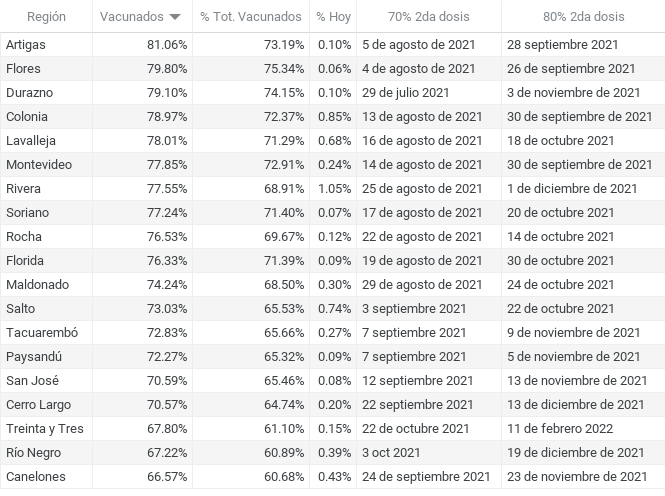 Región Vacunados % Tot. Vacunados % Hoy 70% 2da dosis 80% 2da dosis
Artigas 81.06% 73.19% 0.10% 5 de agosto de 2021 28 septiembre 2021
Flores 79.80% 75.34% 0.06% 4 de agosto de 2021 26 de septiembre 2021
Durazno 79.10% 74.15% 0.10% 29 de julio 2021 3 de noviembre de 2021
Colonia 78.97% 72.37% 0.85% 13 de agosto de 2021 30 de septiembre de 2021
Lavalleja 78.01% 71.29% 0.68% 16 de agosto de 2021 18 de octubre 2021
Montevideo 77.85% 72.91% 0.24% 14 de agosto de 2021 30 de septiembre de 2021
Rivera 77.55% 68.91% 1.05% 25 de agosto de 2021 1 de diciembre de 2021
Soriano 77.24% 71.40% 0.07% 17 de agosto de 2021 20 de octubre 2021
Rocha 76.53% 69.67% 0.12% 22 de agosto de 2021 14 de octubre 2021
Florida 76.33% 71.39% 0.09% 19 de agosto de 2021 30 de octubre 2021
Maldonado 74.24% 68.50% 0.30% 29 de agosto de 2021 24 de octubre 2021
Salto 73.03% 65.53% 0.74% 3 septiembre 2021 22 de octubre 2021
Tacuarembó 72.83% 65.66% 0.27% 7 septiembre 2021 9 de noviembre de 2021
Paysandú 72.27% 65.32% 0.09% 7 septiembre 2021 5 de noviembre de 2021
San José 70.59% 65.46% 0.08% 12 septiembre 2021 13 de noviembre de 2021
Cerro Largo 70.57% 64.74% 0.20% 22 septiembre 2021 13 de diciembre de 2021
Treinta y Tres 67.80% 61.10% 0.15% 22 de octubre 2021 11 de febrero 2022
Río Negro 67.22% 60.89% 0.39% 3 oct 2021 19 de diciembre de 2021
Canelones 66.57% 60.68% 0.43% 24 de septiembre 2021 23 de noviembre de 2021